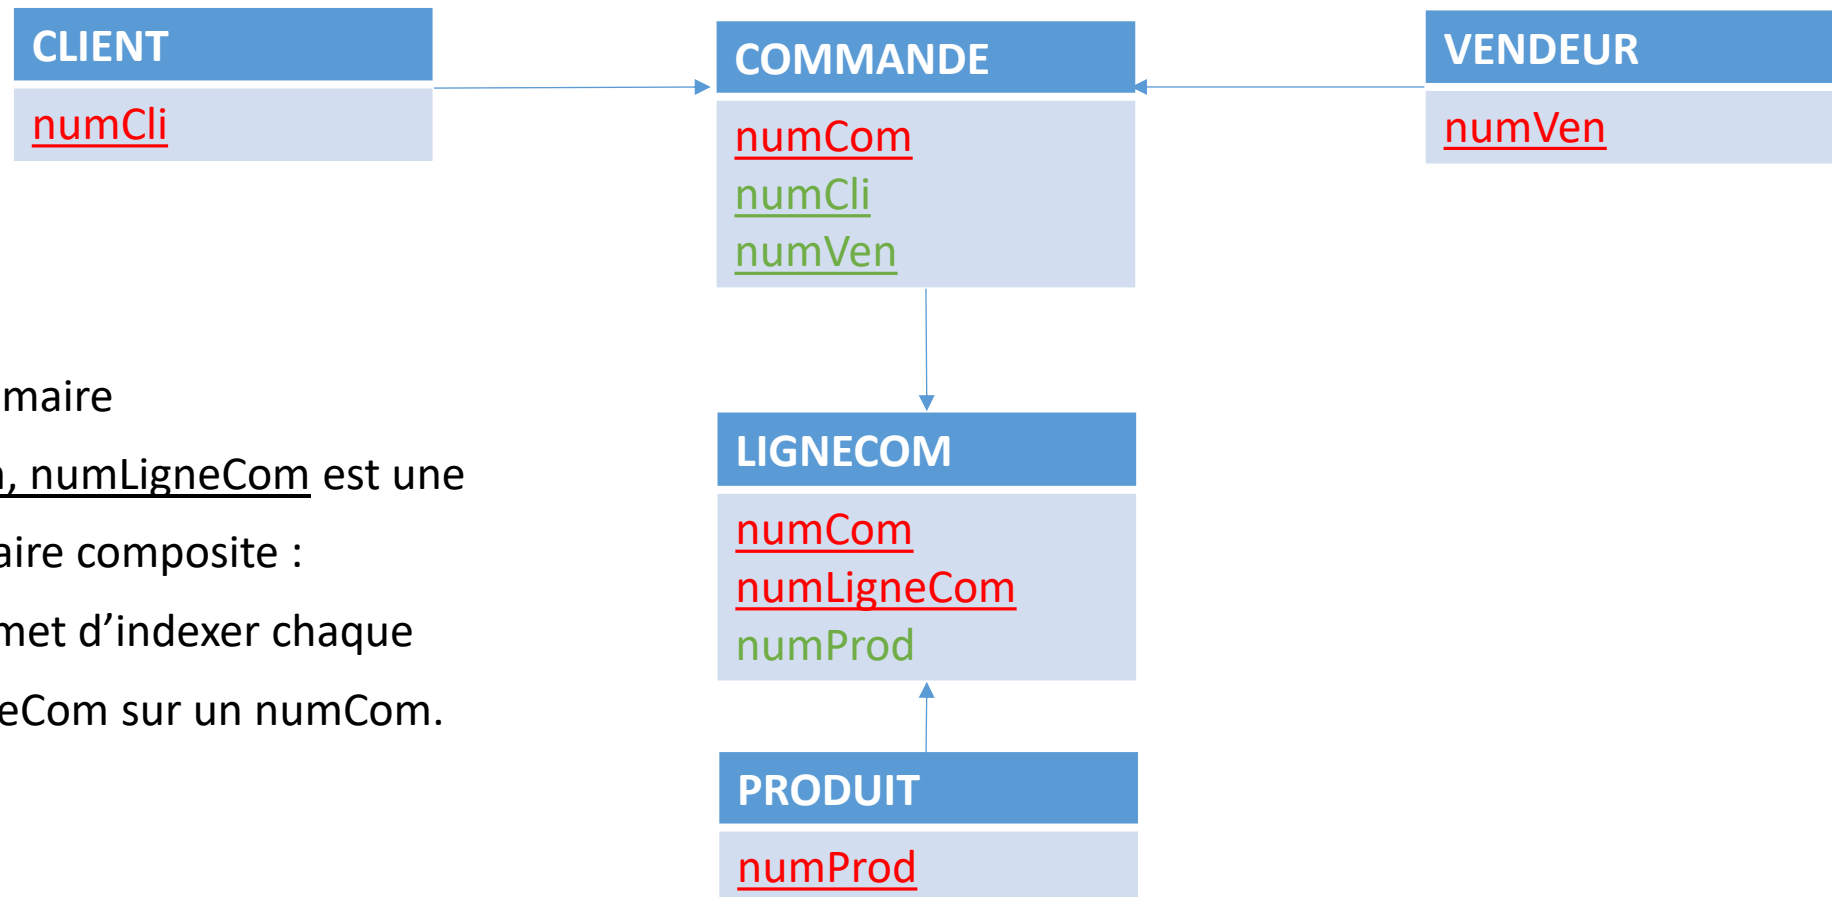 CLIENT
numCli
COMMANDE
numCom
numCli
numVen
VENDEUR
numVen
maire
, numLigneCom est une
aire composite :
met d’indexer chaque
eCom sur un numCom.
LIGNECOM
numCom
numLigneCom
numProd
PRODUIT
numProd